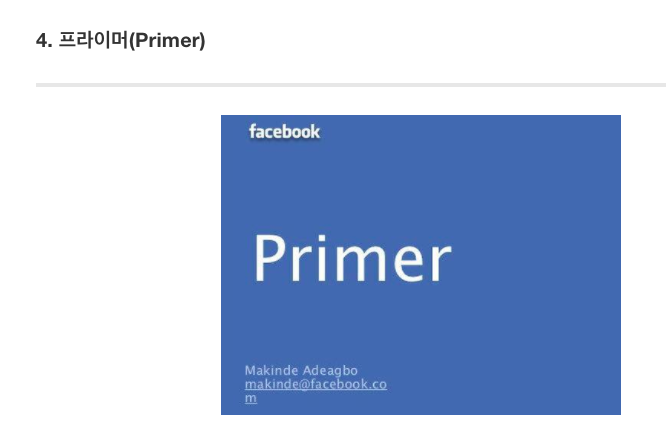 4. 프라이머(Primer)
facebook
Primer
Makinde Adeagbo
makinde@facebook.co
m